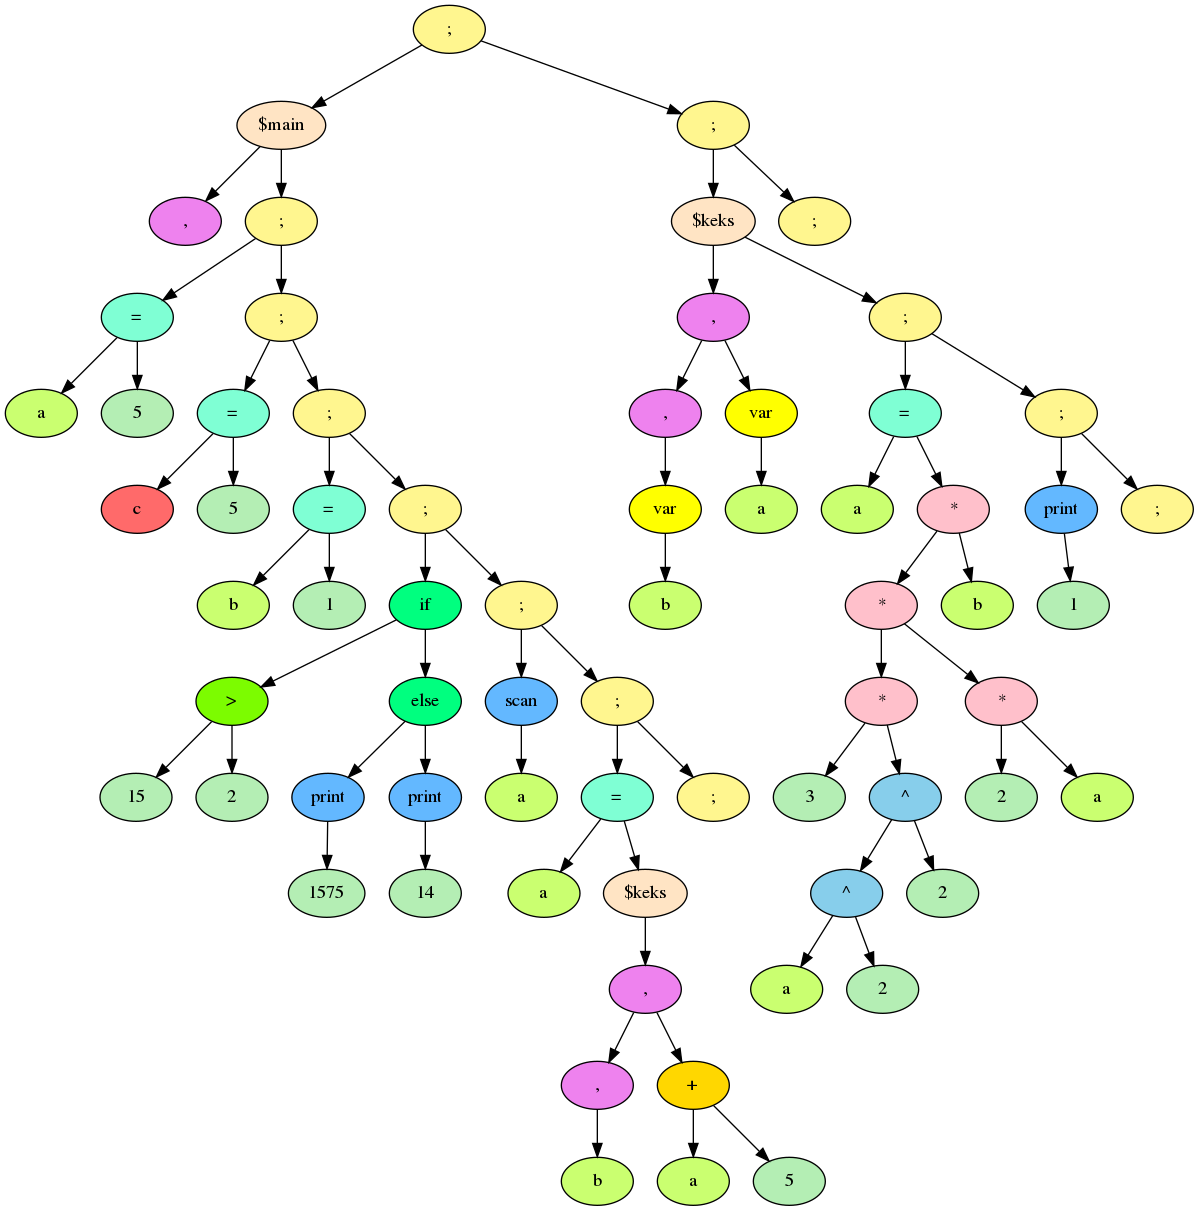 ;
$main ;
, ; $keks ;
= ; , ;
a 5 = ; , var = ;
c 5 = ; var a a * print ;
b 1 if ; b * b 1
> else scan ; * *
15 2 print print a = ; 3 ^ 2 a
1575 14 a $keks ^ 2
, a 2
, +
b a 5